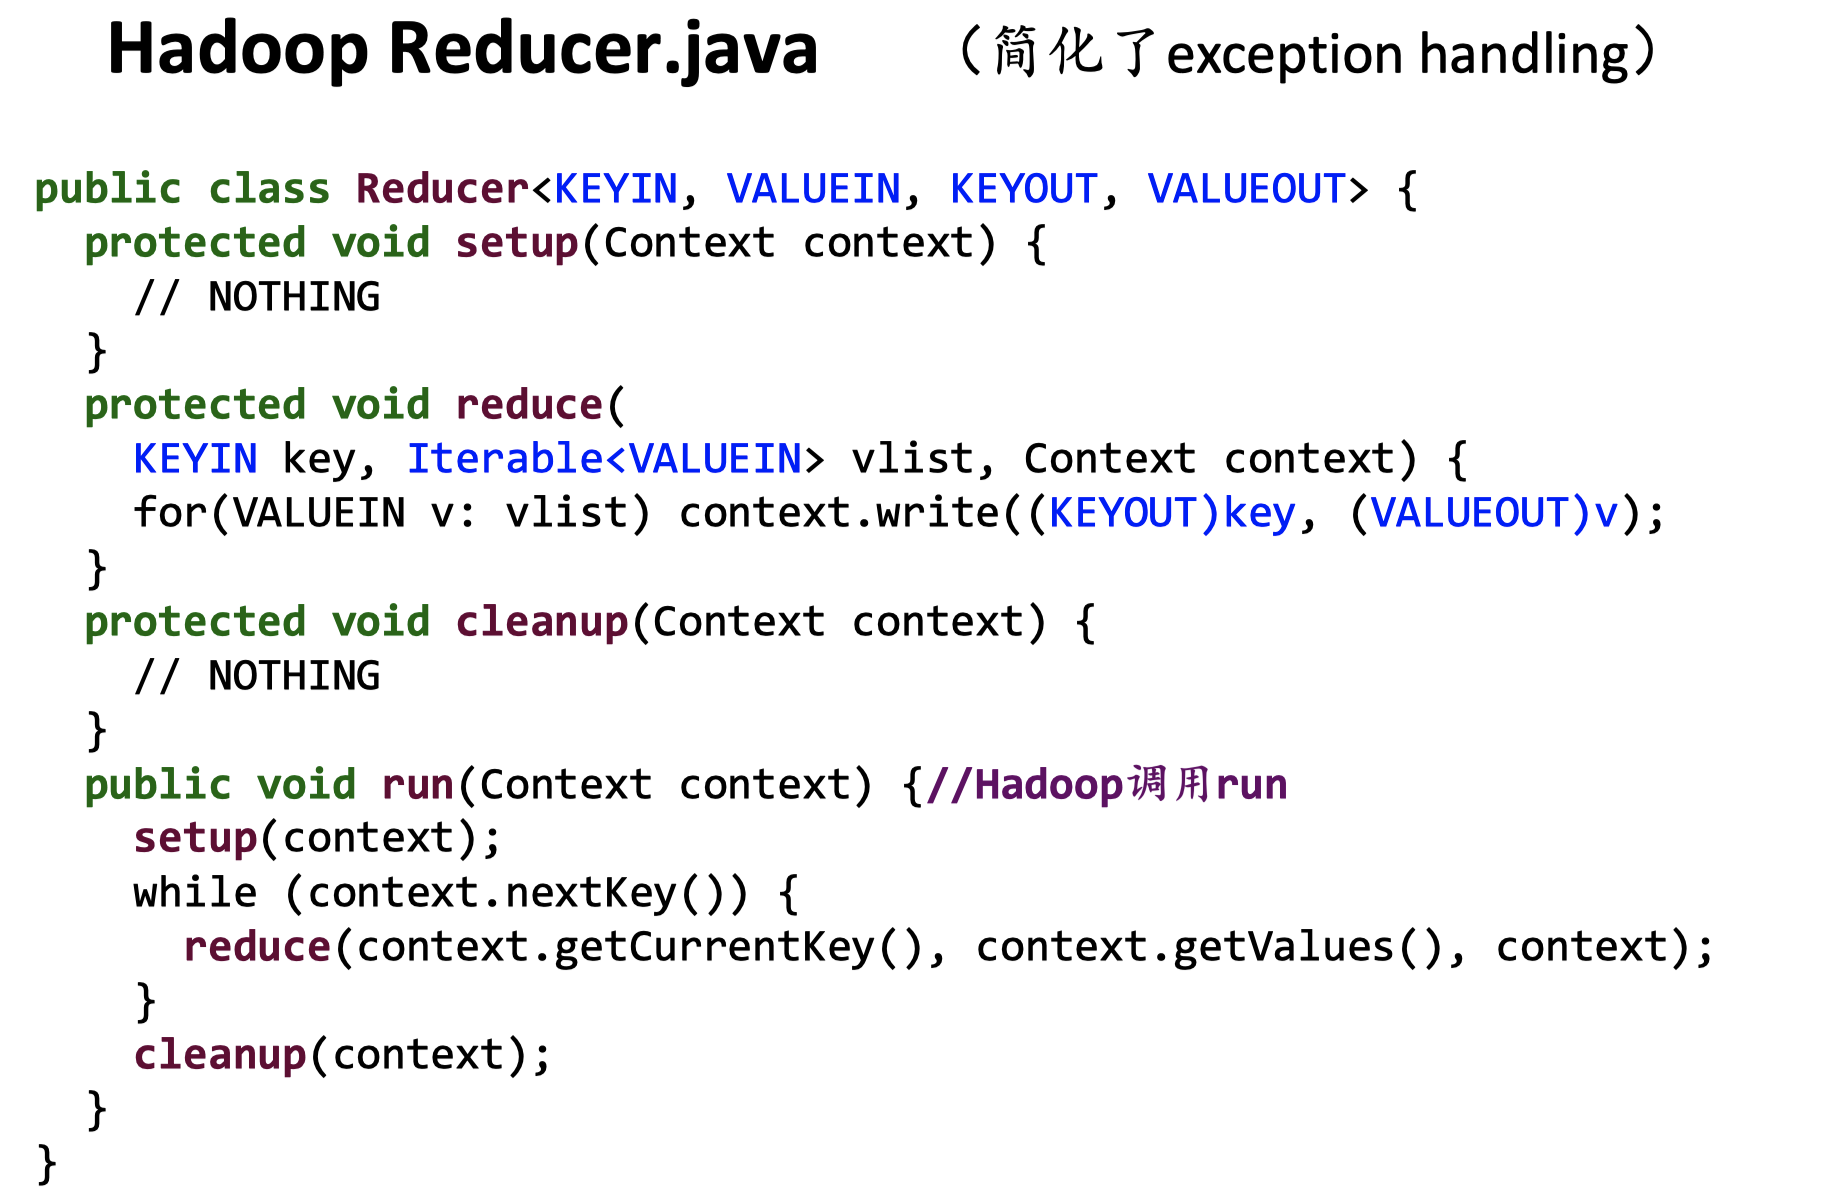 Hadoop Reducer.java （简化了exception handling）
public class Reducer<KEYIN, VALUEIN, KEYOUT, VALUEOUT> {
  protected void setup(Context context) {
    // NOTHING
  }
  protected void reduce(
    KEYIN key, Iterable<VALUEIN> vlist, Context context) {
    for(VALUEIN v: vlist) context.write((KEYOUT)key, (VALUEOUT)v);
  }
  protected void cleanup(Context context) {
    // NOTHING
  }
  public void run(Context context) {//Hadoop调用run
    setup(context);
    while (context.nextKey()) {
      reduce(context.getCurrentKey(), context.getValues(), context);
    }
    cleanup(context);
  }
}